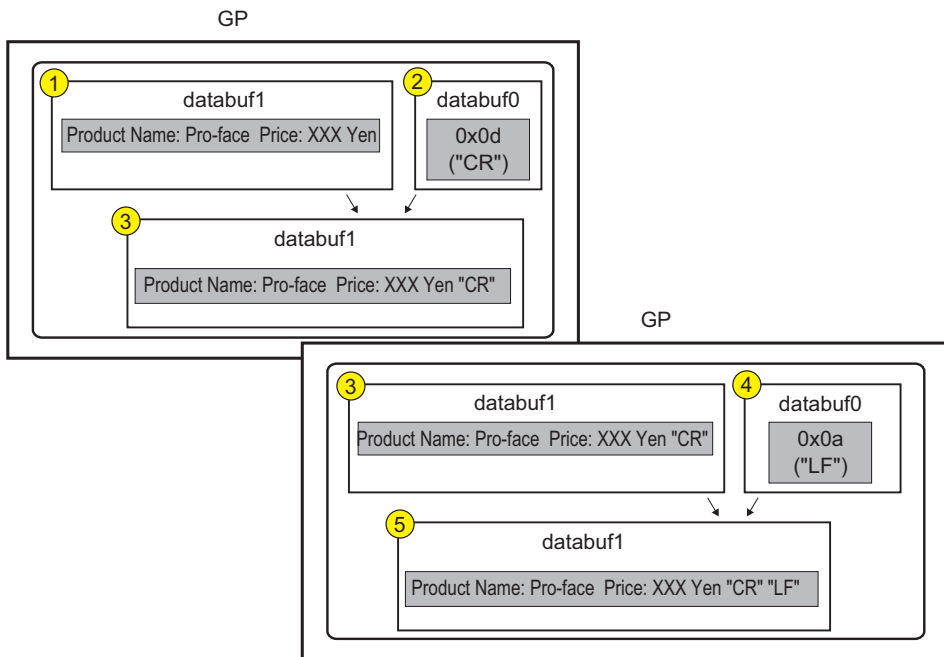 GP
1
databuf1
Product Name: Pro-face  Price: XXX Yen
2
databuf0
0x0d
("CR")
3
databuf1
Product Name: Pro-face  Price: XXX Yen "CR"
GP
3
databuf1
Product Name: Pro-face  Price: XXX Yen "CR"
4
databuf0
0x0a
("LF")
5
databuf1
Product Name: Pro-face  Price: XXX Yen "CR" "LF"